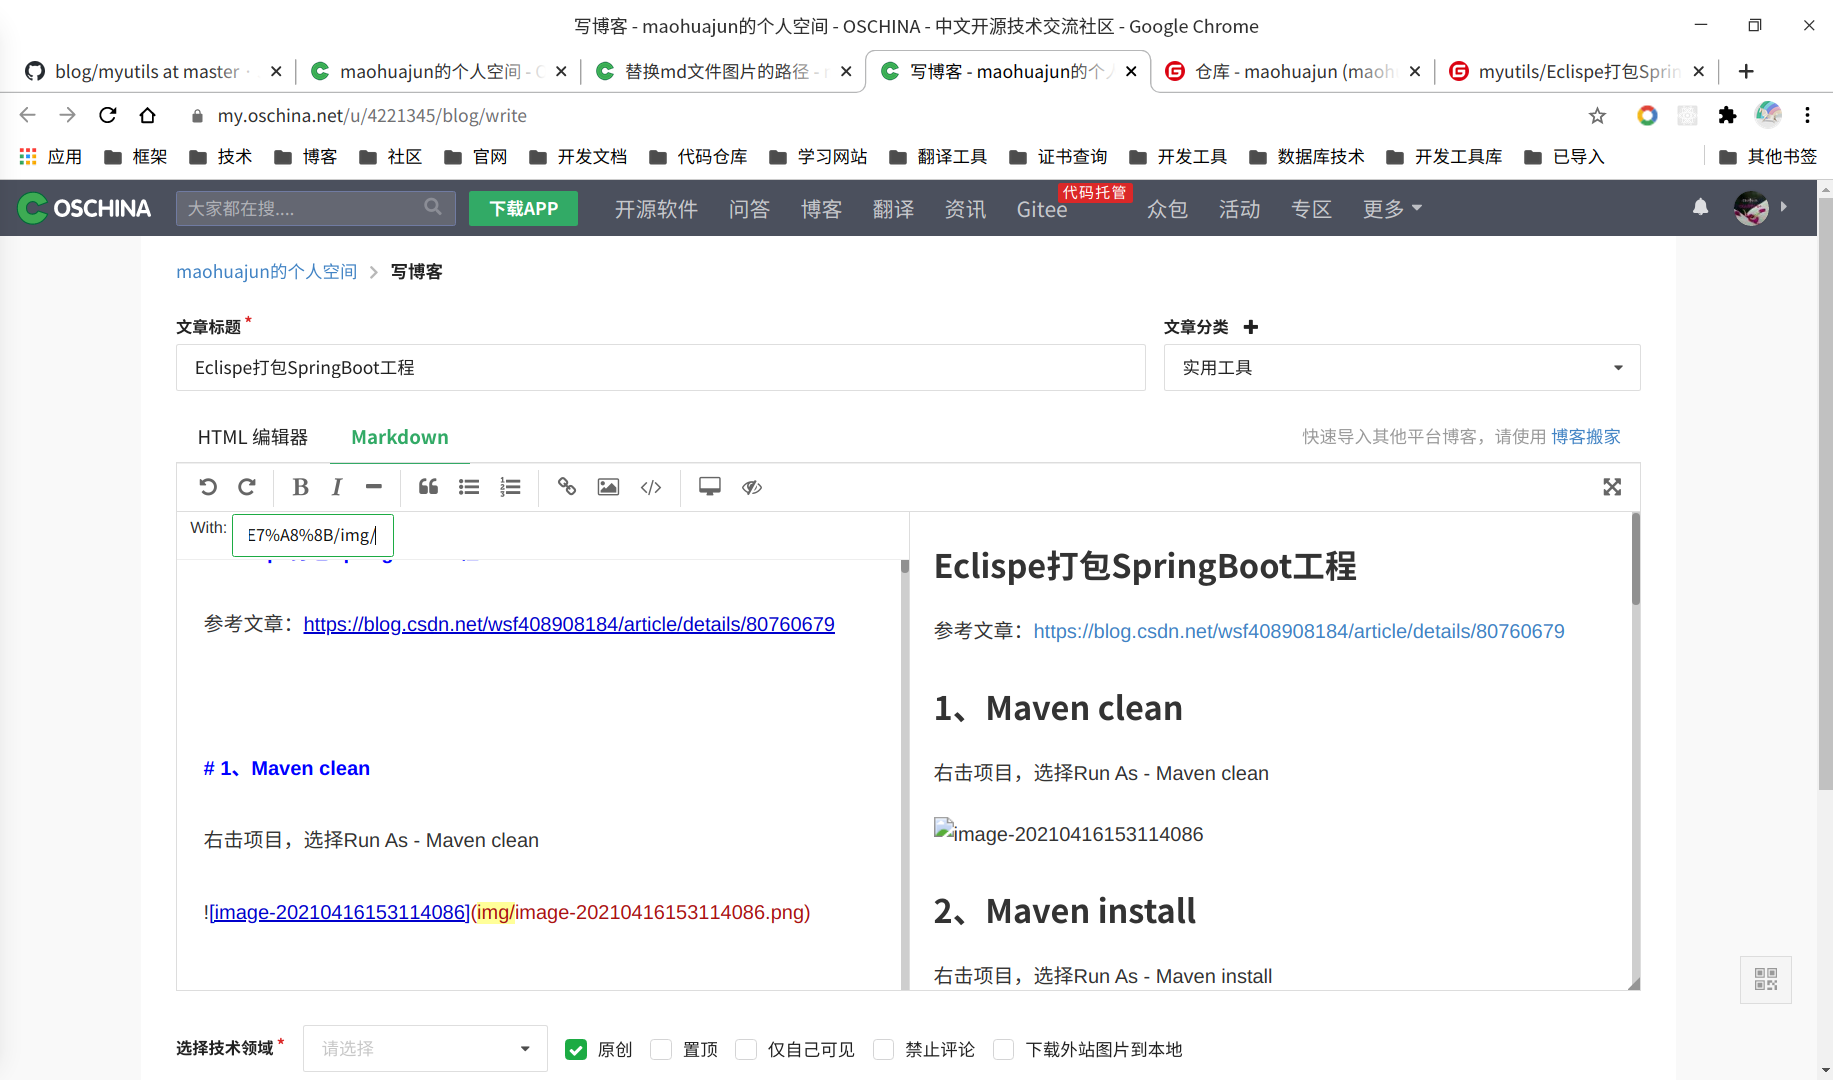 写博客 - maohuajun的个人空间 - OSCHINA - 中文开源技术交流社区 - Google Chrome
blog/myutils at master
maohuajun的个人空间 -
替换md文件图片的路径 -
写博客 - maohuajun的个
仓库 - maohuajun (maoh
myutils/Eclispe打包Sprin
my.oschina.net/u/4221345/blog/write
应用 框架 技术 博客 社区 官网 开发文档 代码仓库 学习网站 翻译工具 证书查询 开发工具 数据库技术 开发工具库 已导入 其他书签
OSCHINA 大家都在搜.... 下载APP 开源软件 问答 博客 翻译 资讯 Gitee 代码托管 众包 活动 专区 更多
maohuajun的个人空间 > 写博客
文章标题 * 文章分类
Eclispe打包SpringBoot工程 实用工具
HTML 编辑器 Markdown 快速导入其他平台博客，请使用 博客搬家
With: E7%A8%8B/img/
参考文章：https://blog.csdn.net/wsf408908184/article/details/80760679
# 1、Maven clean
右击项目，选择Run As - Maven clean
![image-20210416153114086](img/image-20210416153114086.png)
Eclispe打包SpringBoot工程
参考文章：https://blog.csdn.net/wsf408908184/article/details/80760679
1、Maven clean
右击项目，选择Run As - Maven clean
image-20210416153114086
2、Maven install
右击项目，选择Run As - Maven install
选择技术领域 * 请选择 原创 置顶 仅自己可见 禁止评论 下载外站图片到本地